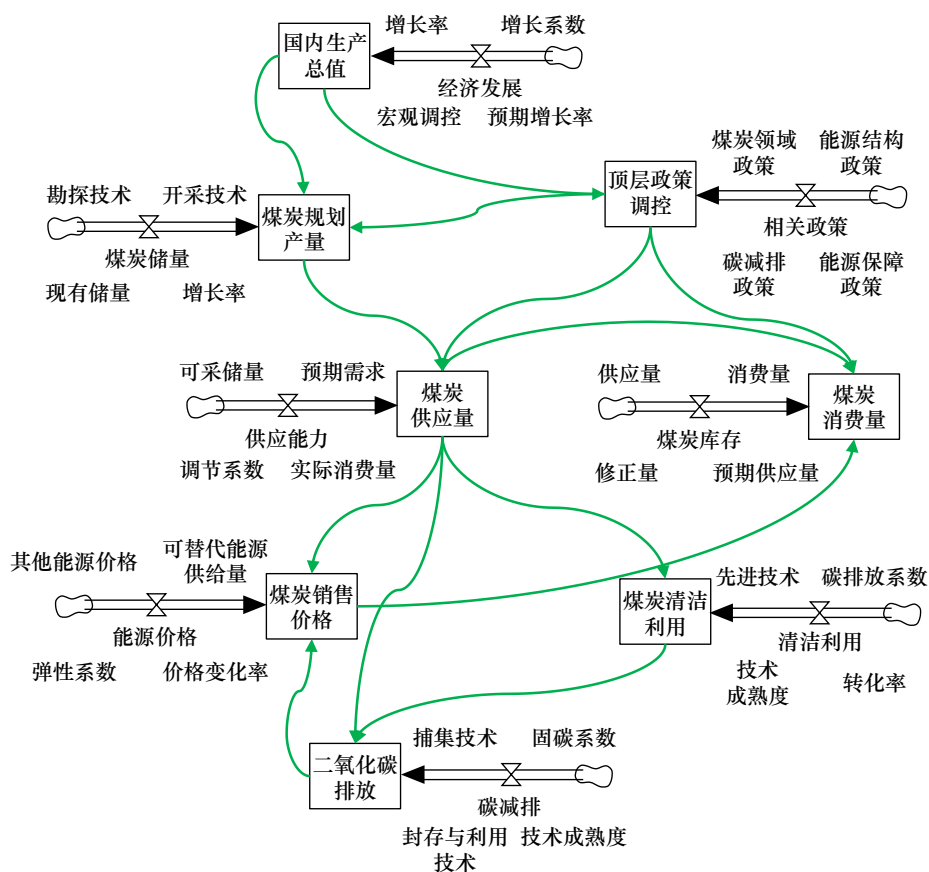 增长率
增长系数
国内生产
总值
经济发展
宏观调控
预期增长率
煤炭领域
政策
能源结构
政策
顶层政策
调控
相关政策
碳减排
政策
能源保障
政策
勘探技术
开采技术
煤炭规划
产量
煤炭储量
现有储量
增长率
可采储量
预期需求
煤炭
供应量
供应能力
调节系数
实际消费量
供应量
消费量
煤炭
消费量
煤炭库存
修正量
预期供应量
其他能源价格
可替代能源
供给量
煤炭销售
价格
能源价格
弹性系数
价格变化率
先进技术
碳排放系数
煤炭清洁
利用
清洁利用
技术
成熟度
转化率
捕集技术
固碳系数
二氧化碳
排放
碳减排
封存与利用
技术
技术成熟度